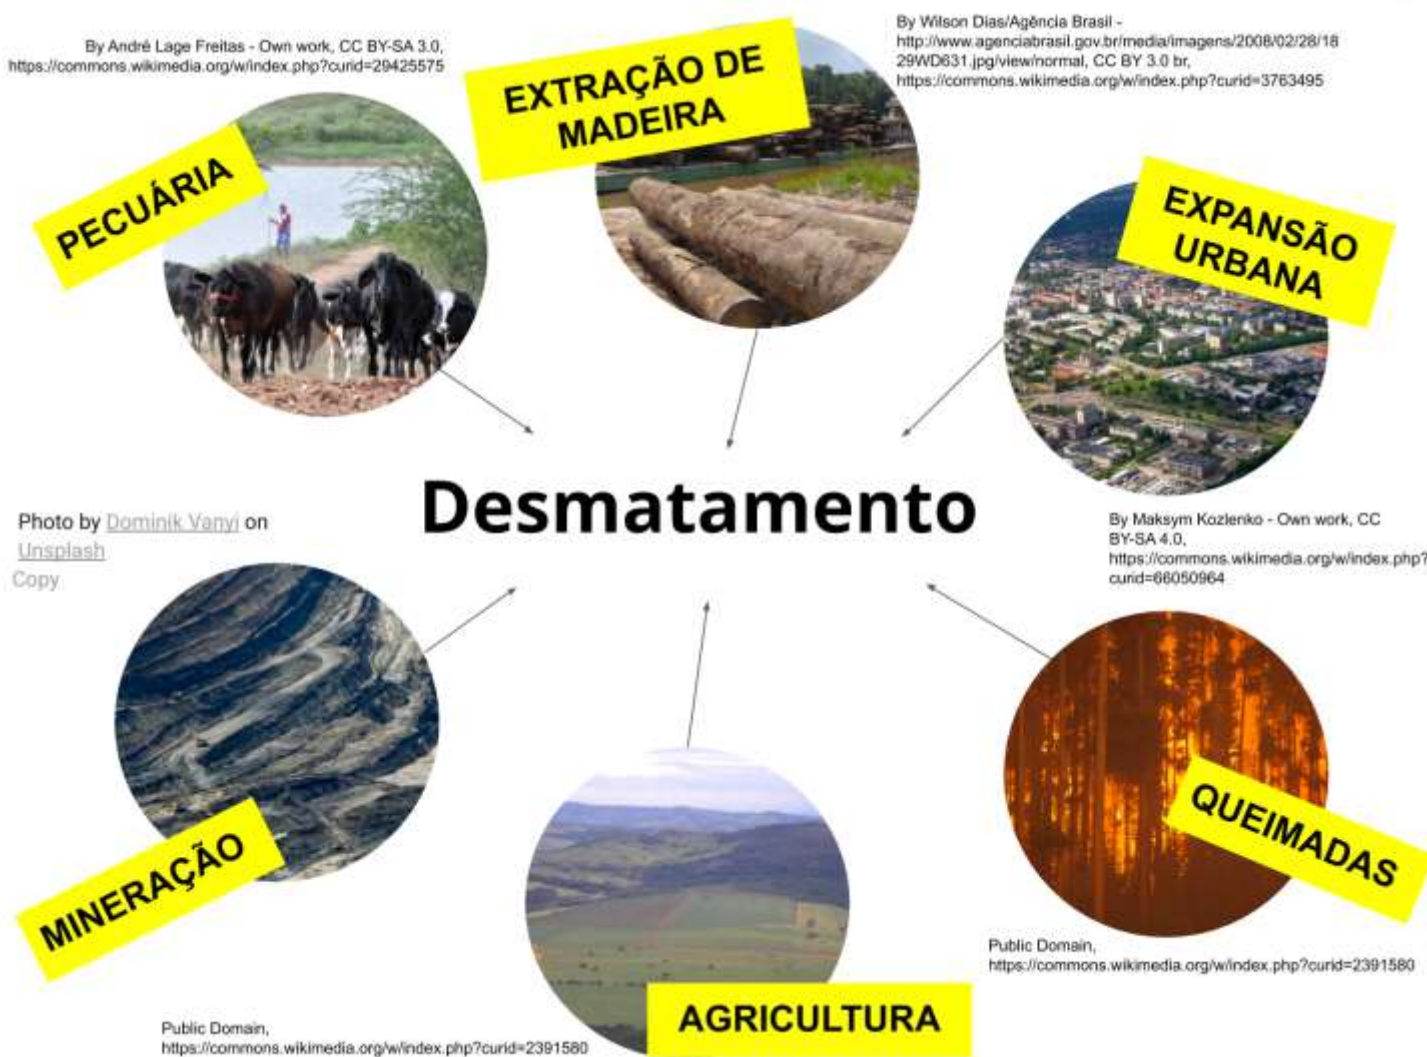 By André Lage Freitas - Own work, CC BY-SA 3.0,
https://commons.wikimedia.org/w/index.php?curid=29425575
PECUÁRIA
EXTRAÇÃO DE
MADEIRA
By Wilson Dias/Agência Brasil -
http://www.agenciabrasil.gov.br/media/imagens/2008/02/28/18
29WD631.jpg/view/normal, CC BY 3.0 br,
https://commons.wikimedia.org/w/index.php?curid=3763495
EXPANSÃO
URBANA
Desmatamento
Photo by Dominik Vanyi on
Unsplash
Copy
By Maksym Kozlenko - Own work, CC
BY-SA 4.0,
https://commons.wikimedia.org/w/index.php?
curid=66050964
MINERAÇÃO
QUEIMADAS
Public Domain,
https://commons.wikimedia.org/w/index.php?curid=2391580
AGRICULTURA
Public Domain,
https://commons.wikimedia.org/w/index.php?curid=2391580